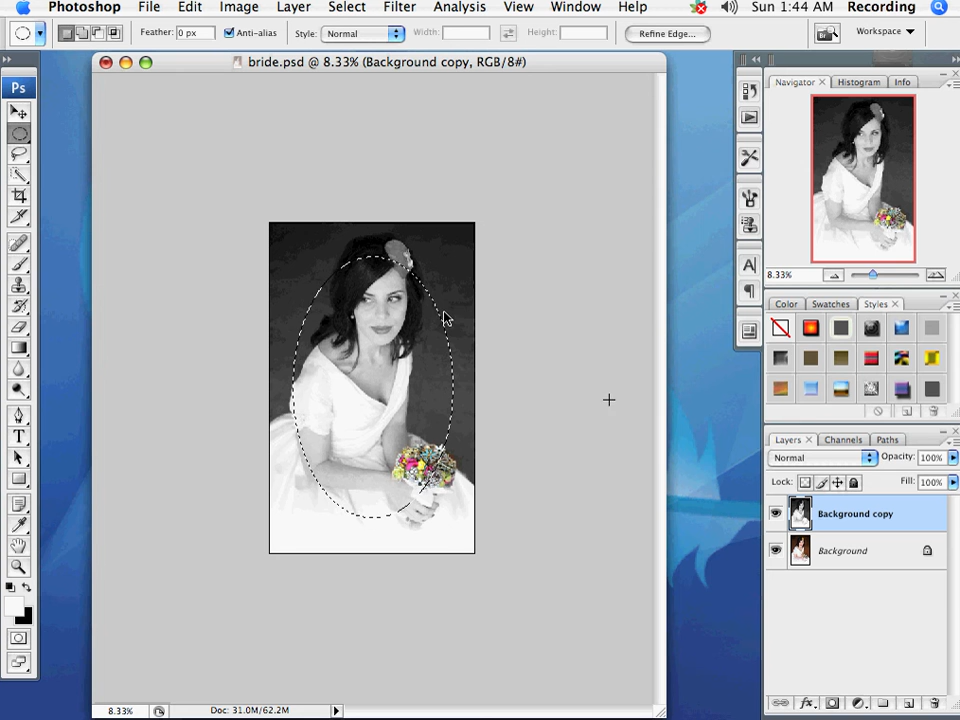 Photoshop File Edit Image Layer Select Filter Analysis View Window Help Sun 1:44 AM Recording
Feather: 0 px Anti-alias Style: Normal Width: Height: Refine Edge... Br Workspace
bride.psd @ 8.33% (Background copy, RGB/8#)
Ps
Navigator Histogram Info
8.33%
Color Swatches Styles
Layers Channels Paths
Normal Opacity: 100%
Lock: Fill: 100%
Background copy
Background
T
A
8.33% Doc: 31.0M/62.2M
fx